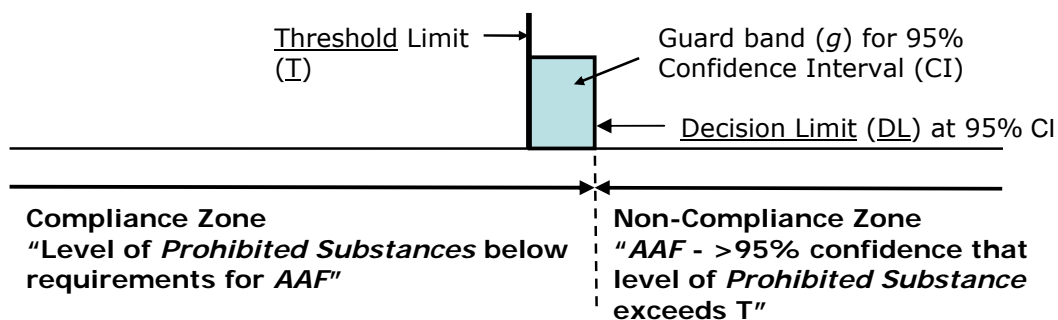 Threshold Limit
(T)
Guard band (g) for 95%
Confidence Interval (CI)
Decision Limit (DL) at 95% CI
Compliance Zone
“Level of Prohibited Substances below
requirements for AAF”
Non-Compliance Zone
“AAF - >95% confidence that
level of Prohibited Substance
exceeds T”